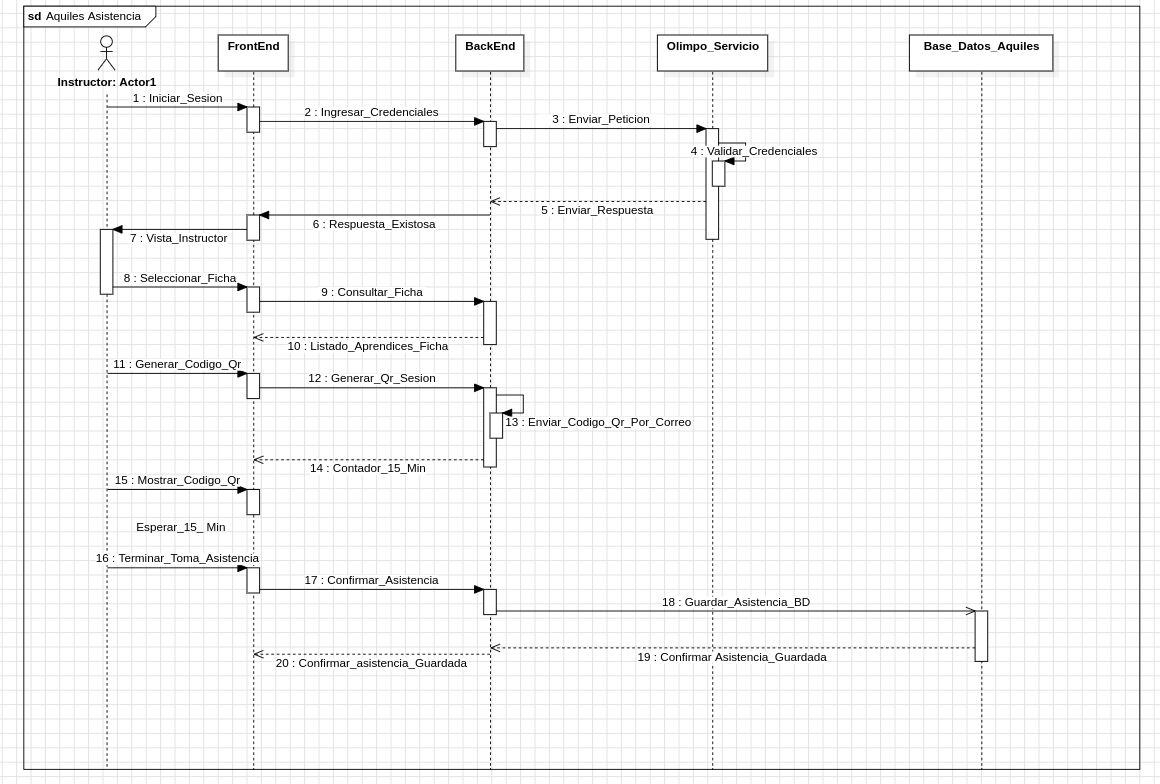 sd Aquiles Asistencia
FrontEnd
BackEnd
Olimpo_Servicio
Base_Datos_Aquiles
Instructor: Actor1
1 : Iniciar_Sesion
2 : Ingresar_Credenciales
3 : Enviar_Peticion
4 : Validar_Credenciales
5 : Enviar_Respuesta
6 : Respuesta_Existosa
7 : Vista_Instructor
8 : Seleccionar_Ficha
9 : Consultar_Ficha
10 : Listado_Aprendices_Ficha
11 : Generar_Codigo_Qr
12 : Generar_Qr_Sesion
13 : Enviar_Codigo_Qr_Por_Correo
14 : Contador_15_Min
15 : Mostrar_Codigo_Qr
Esperar_15_ Min
16 : Terminar_Toma_Asistencia
17 : Confirmar_Asistencia
18 : Guardar_Asistencia_BD
19 : Confirmar Asistencia_Guardada
20 : Confirmar_asistencia_Guardada